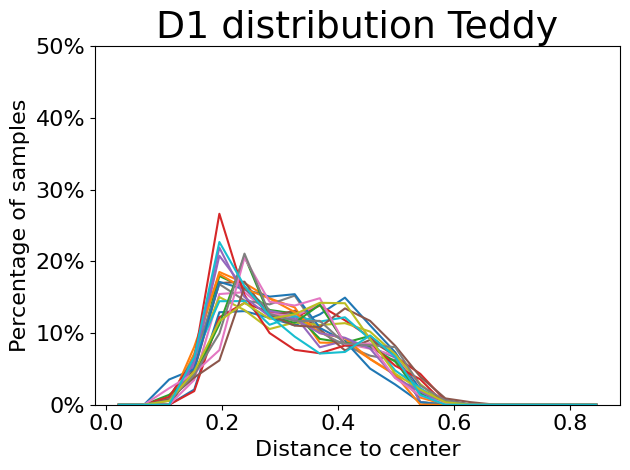 D1 distribution Teddy
50%
40%
30%
20%
10%
0%
Percentage of samples
0.0 0.2 0.4 0.6 0.8
Distance to center